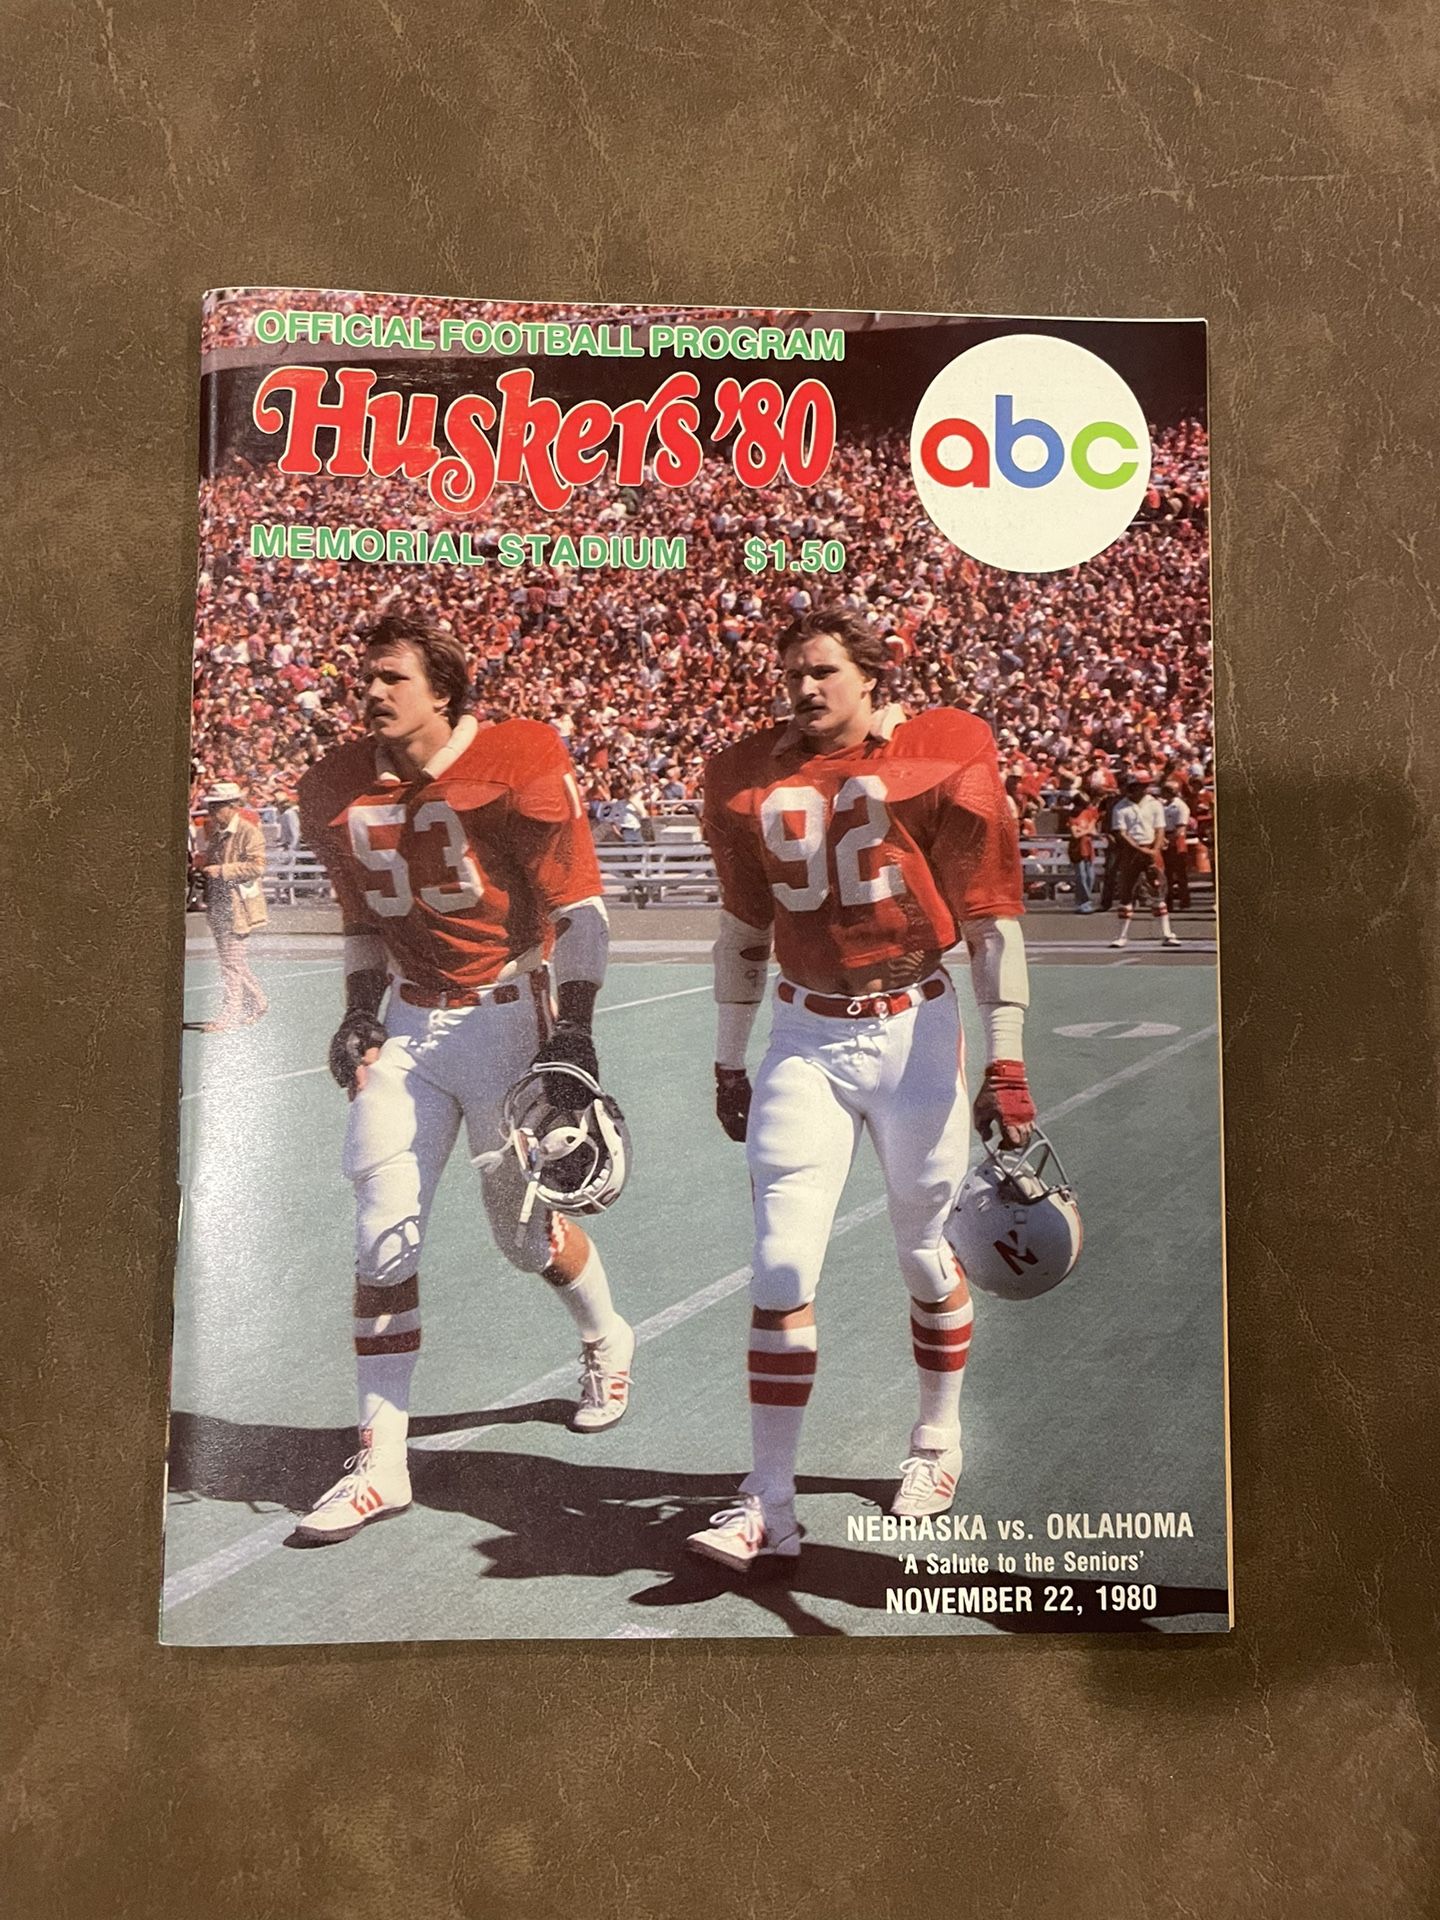 OFFICIAL FOOTBALL PROGRAM
Huskers '80
abc
MEMORIAL STADIUM $1.50
53
92
N
NEBRASKA vs. OKLAHOMA
'A Salute to the Seniors'
NOVEMBER 22, 1980